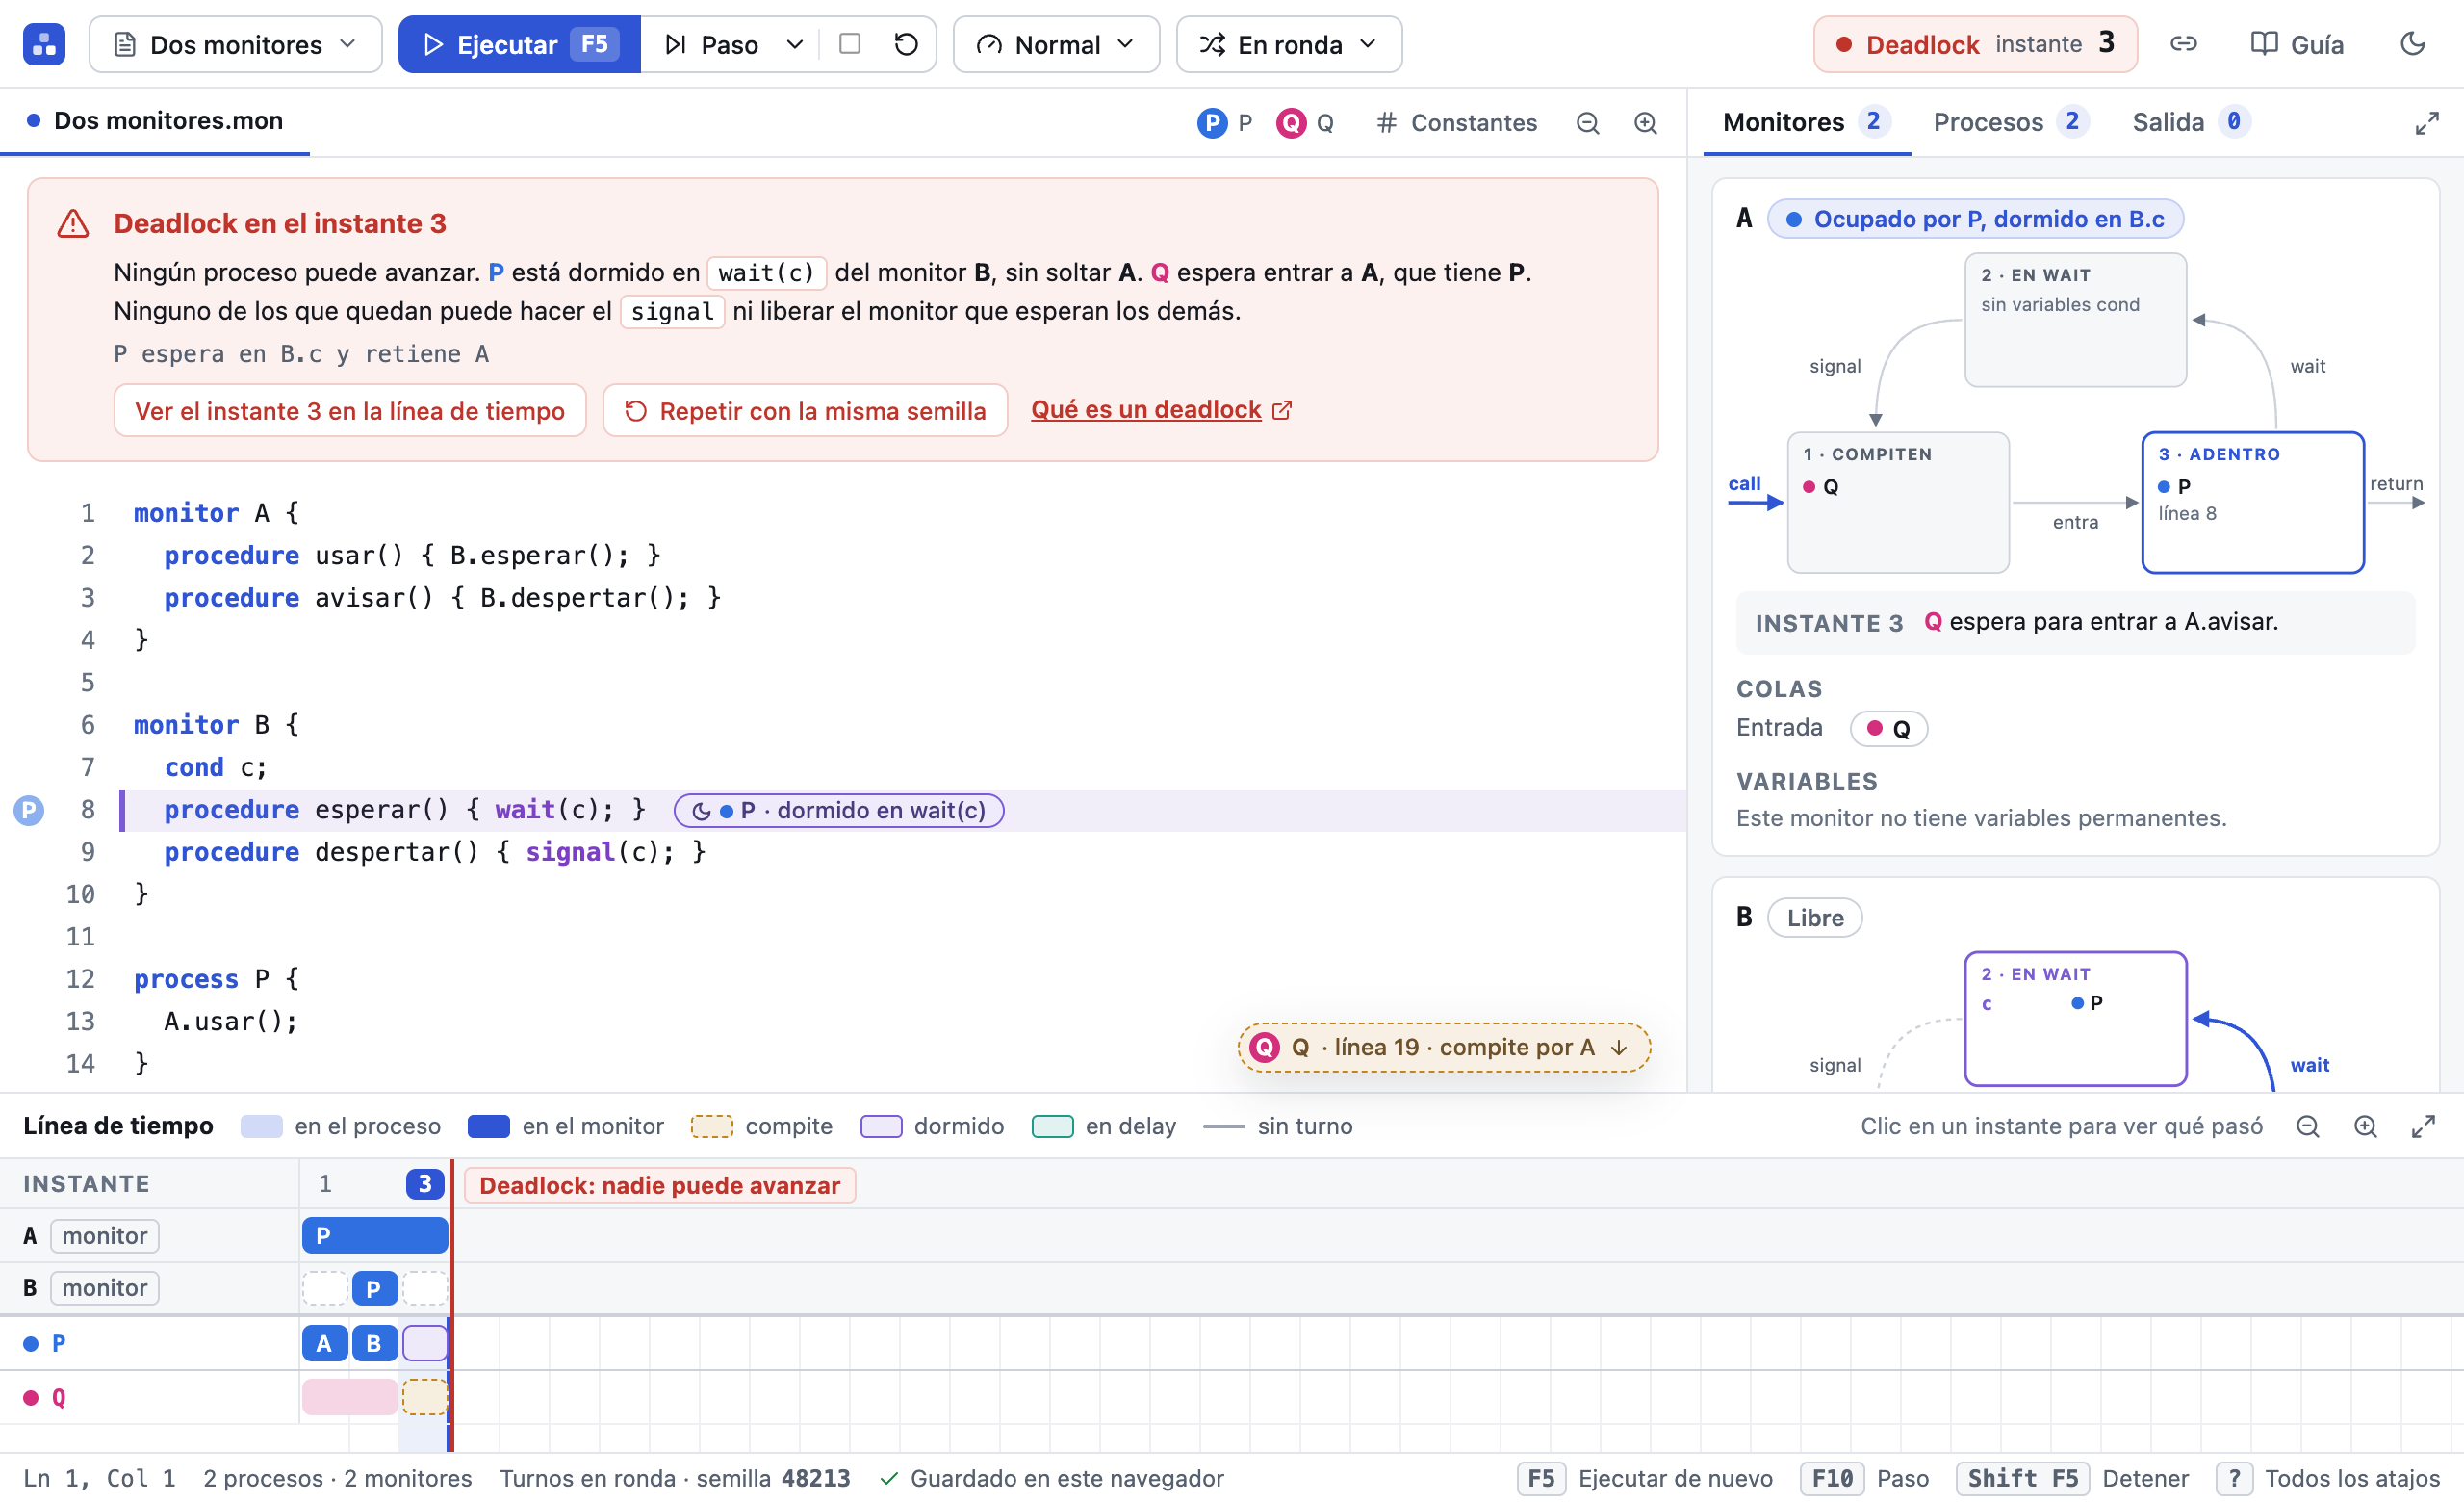 Dos monitores
Ejecutar F5
Paso
Normal
En ronda
Deadlock instante 3
Guía
Dos monitores.mon
P P Q Q # Constantes
Monitores 2 Procesos 2 Salida 0
Deadlock en el instante 3
Ningún proceso puede avanzar. P está dormido en wait(c) del monitor B, sin soltar A. Q espera entrar a A, que tiene P.
Ninguno de los que quedan puede hacer el signal ni liberar el monitor que esperan los demás.
P espera en B.c y retiene A
Ver el instante 3 en la línea de tiempo
Repetir con la misma semilla
Qué es un deadlock
1 monitor A {
2 procedure usar() { B.esperar(); }
3 procedure avisar() { B.despertar(); }
4 }
5
6 monitor B {
7 cond c;
P 8 procedure esperar() { wait(c); } P · dormido en wait(c)
9 procedure despertar() { signal(c); }
10 }
11
12 process P {
13 A.usar();
14 }
Q Q · línea 19 · compite por A
A Ocupado por P, dormido en B.c
2 · EN WAIT
sin variables cond
signal
wait
1 · COMPITEN
Q
3 · ADENTRO
P
línea 8
call
entra
return
INSTANTE 3 Q espera para entrar a A.avisar.
COLAS
Entrada Q
VARIABLES
Este monitor no tiene variables permanentes.
B Libre
2 · EN WAIT
c P
signal
wait
Línea de tiempo en el proceso en el monitor compite dormido en delay sin turno
Clic en un instante para ver qué pasó
INSTANTE 1 3 Deadlock: nadie puede avanzar
A monitor P
B monitor P
P A B
Q
Ln 1, Col 1 2 procesos · 2 monitores Turnos en ronda · semilla 48213 Guardado en este navegador
F5 Ejecutar de nuevo F10 Paso Shift F5 Detener ? Todos los atajos